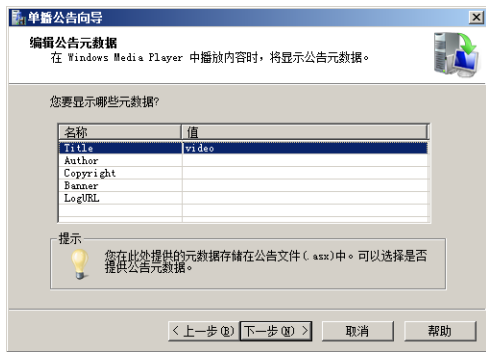 单播公告向导
编辑公告元数据
在 Windows Media Player 中播放内容时，将显示公告元数据。
您要显示哪些元数据?
名称 值
Title video
Author
Copyright
Banner
LogURL
提示
您在此处提供的元数据存储在公告文件(.asx)中。可以选择是否
提供公告元数据。
< 上一步(B) 下一步(N) > 取消 帮助